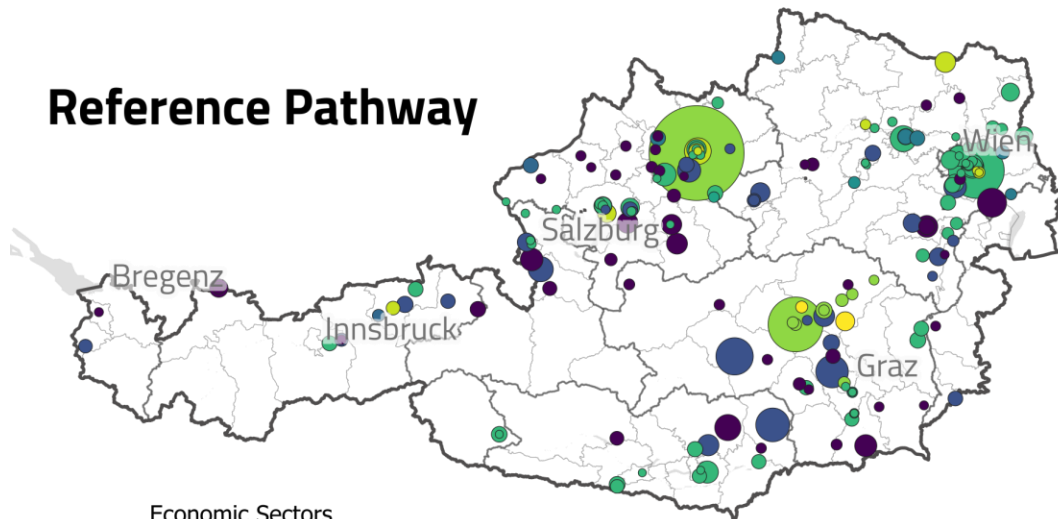 Reference Pathway
Wien
Salzburg
Bregenz
Innsbruck
Graz
Economic Sectors